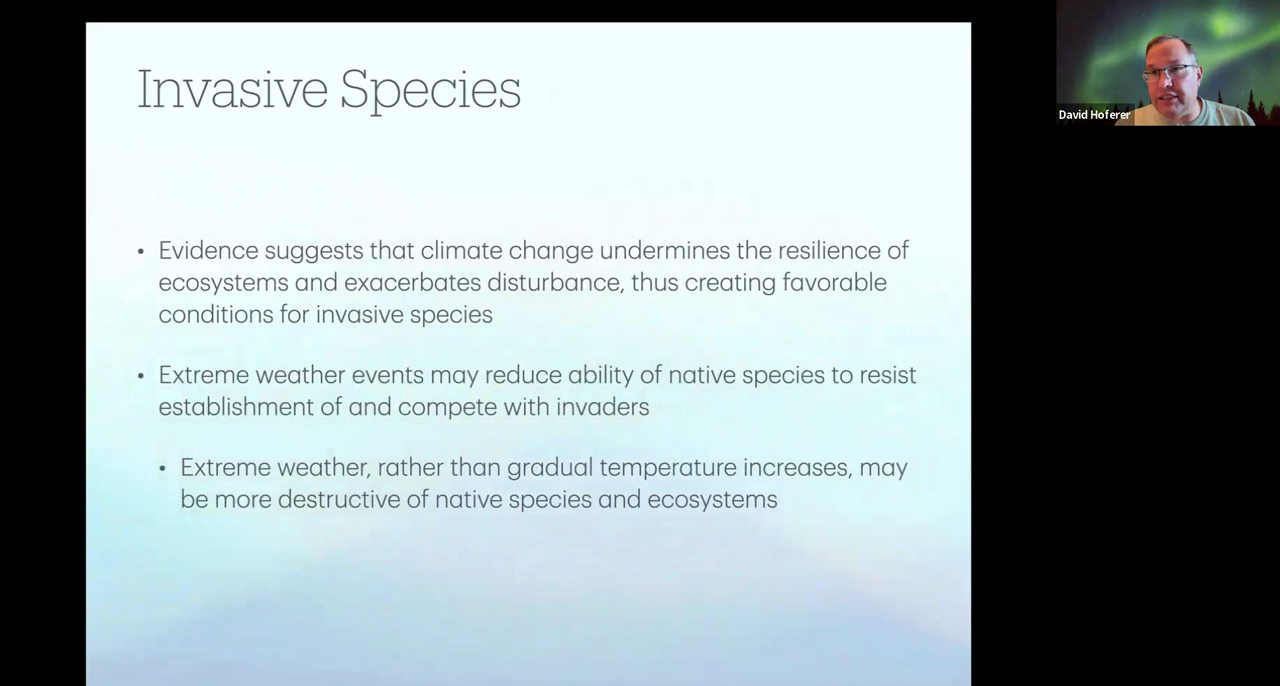 Invasive Species
David Hoferer
• Evidence suggests that climate change undermines the resilience of
ecosystems and exacerbates disturbance, thus creating favorable
conditions for invasive species
• Extreme weather events may reduce ability of native species to resist
establishment of and compete with invaders
• Extreme weather, rather than gradual temperature increases, may
be more destructive of native species and ecosystems